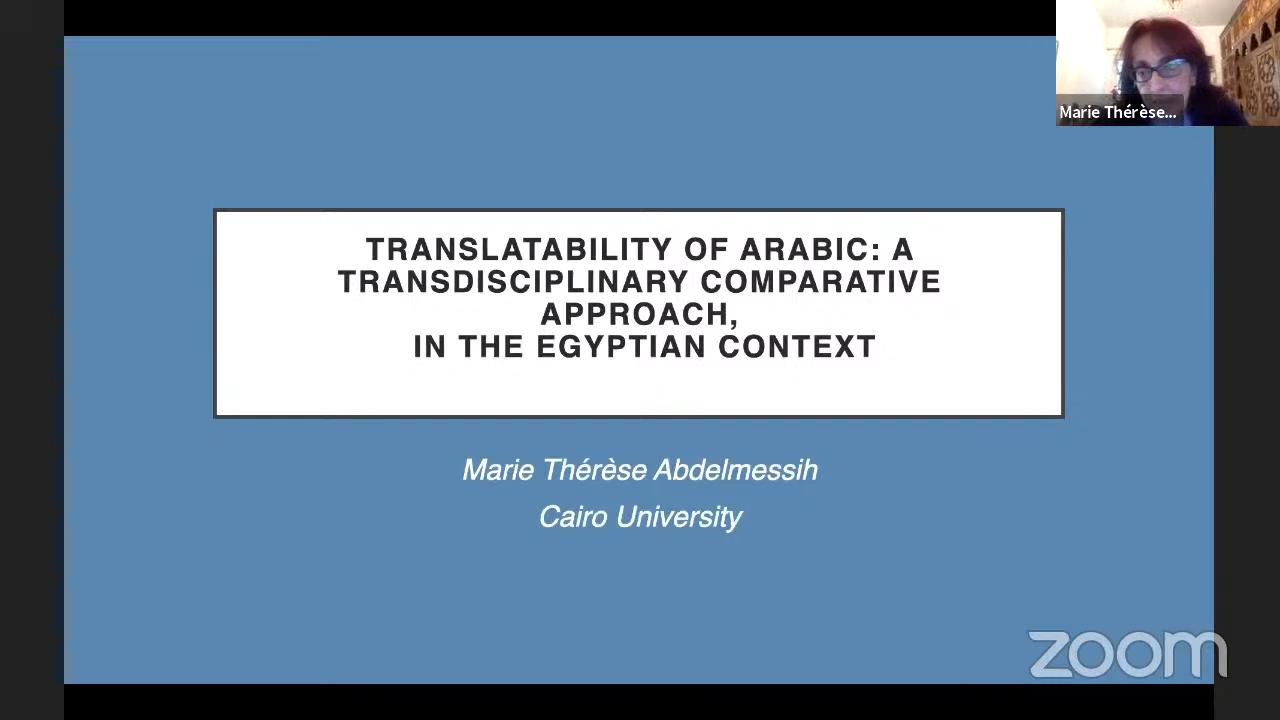 Marie Thérèse...
TRANSLATABILITY OF ARABIC: A
TRANSDISCIPLINARY COMPARATIVE
APPROACH,
IN THE EGYPTIAN CONTEXT
Marie Thérèse Abdelmessih
Cairo University
zoom